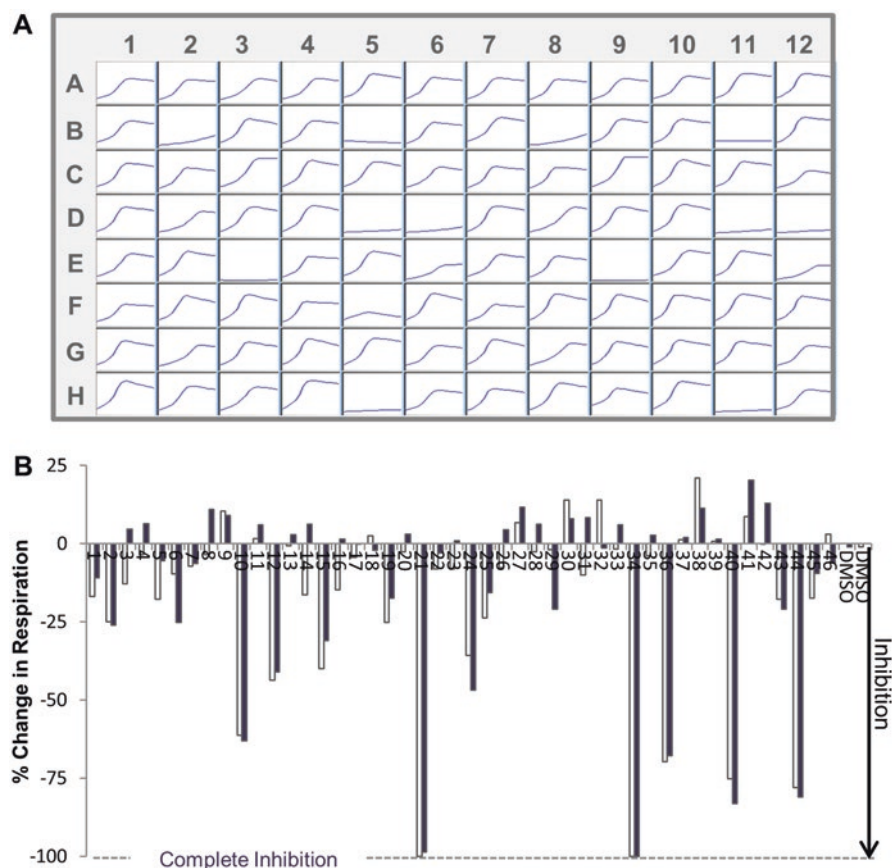 A
1 2 3 4 5 6 7 8 9 10 11 12
A
B
C
D
E
F
G
H
B
% Change in Respiration
25
0
-25
-50
-75
-100
1 2 3 4 5 6 7 8 9 10 11 12 13 14 15 16 17 18 19 20 21 22 23 24 25 26 27 28 29 30 31 32 33 34 35 36 37 38 39 40 41 42 43 44 45 46 DMSO DMSO
Inhibition
Complete Inhibition